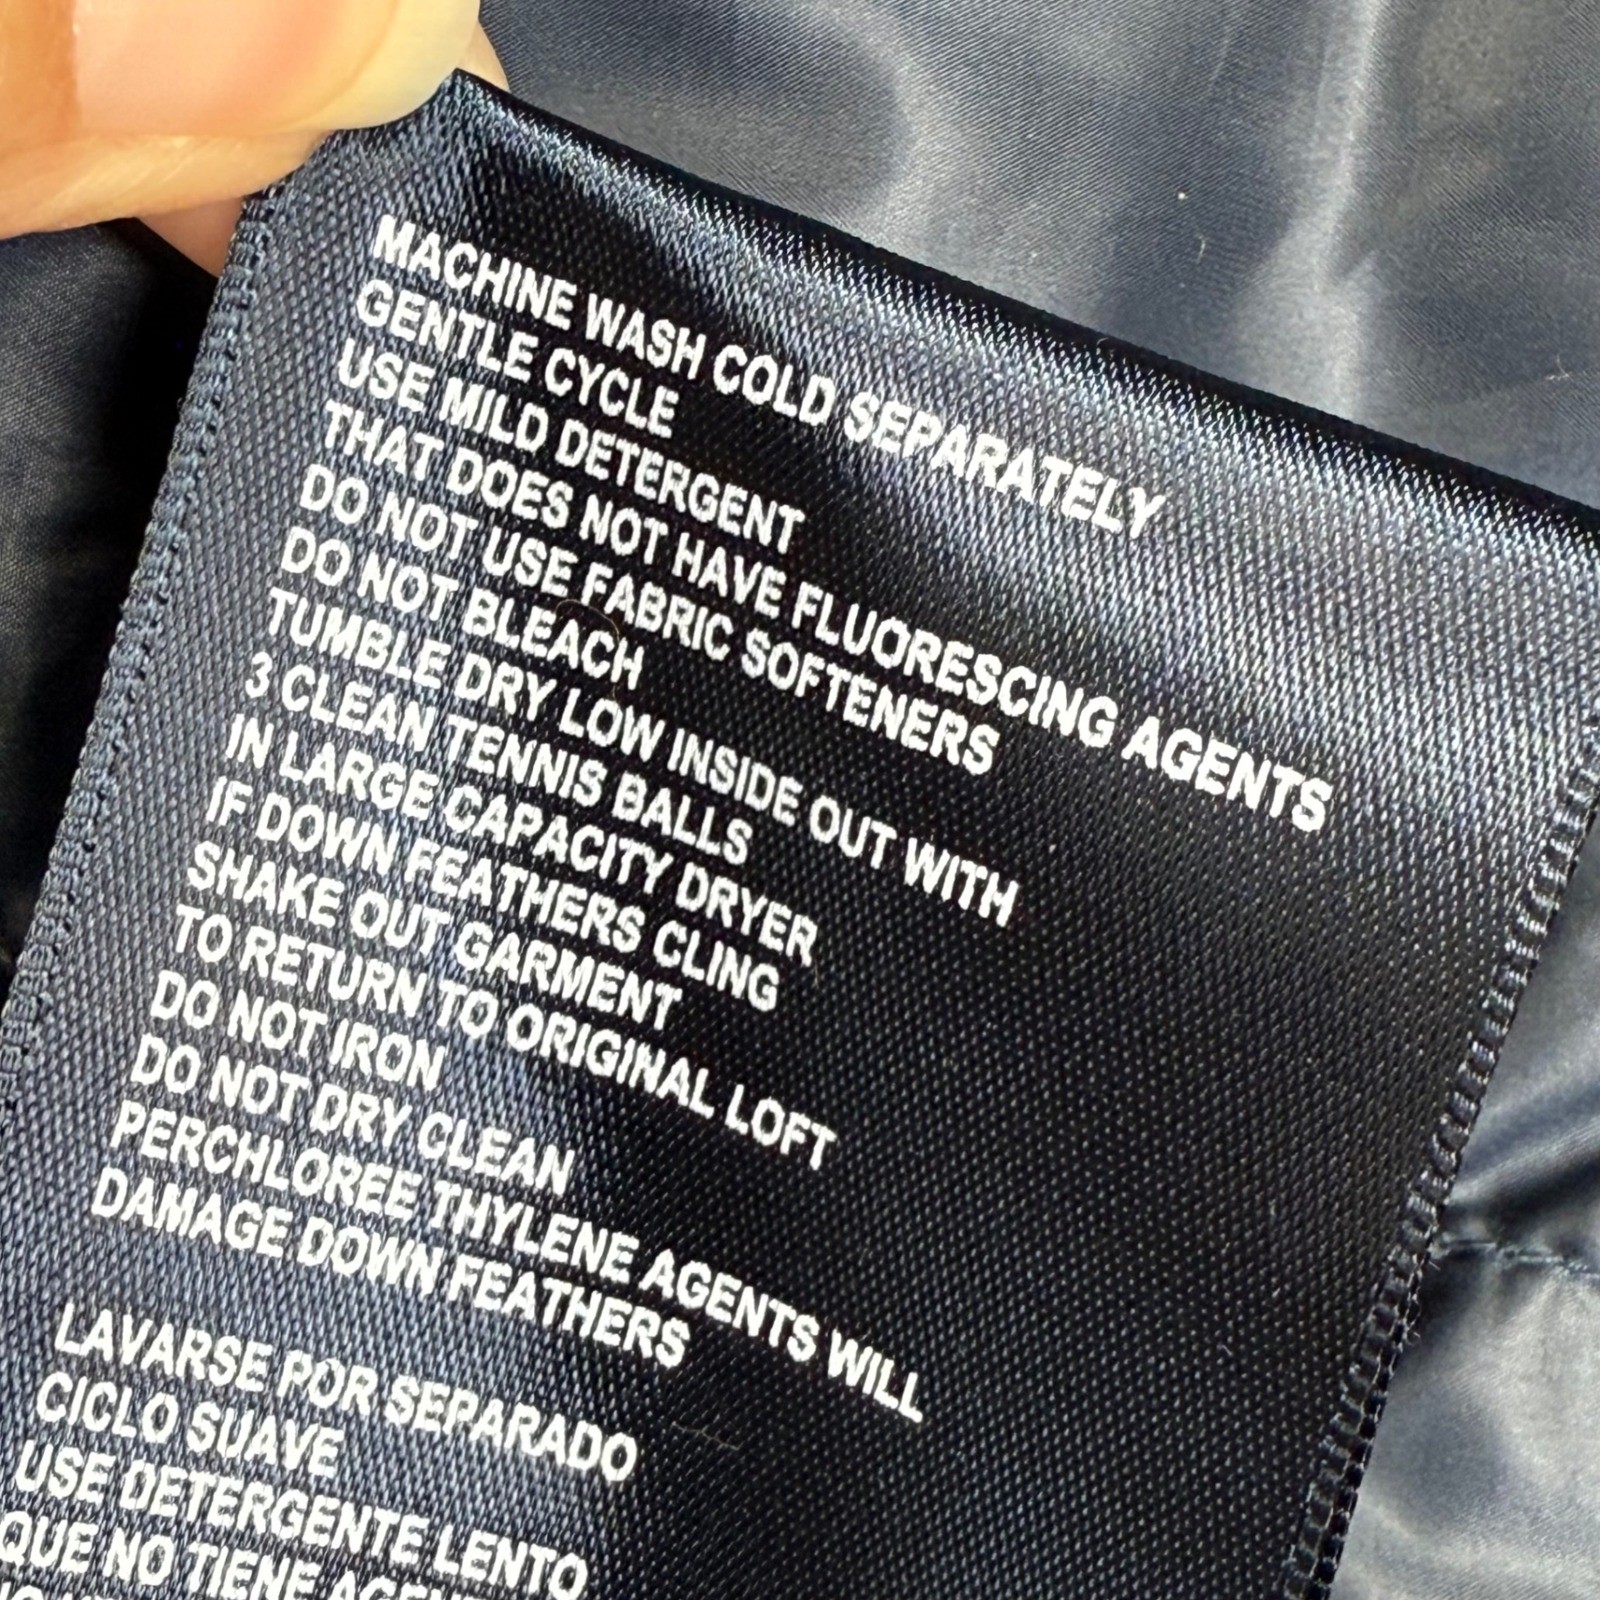 MACHINE WASH COLD SEPARATELY
GENTLE CYCLE
USE MILD DETERGENT
THAT DOES NOT HAVE FLUORESCING AGENTS
DO NOT USE FABRIC SOFTENERS
DO NOT BLEACH
TUMBLE DRY LOW INSIDE OUT WITH
3 CLEAN TENNIS BALLS
IN LARGE CAPACITY DRYER
IF DOWN FEATHERS CLING
SHAKE OUT GARMENT
TO RETURN TO ORIGINAL LOFT
DO NOT IRON
DO NOT DRY CLEAN
PERCHLOREE THYLENE AGENTS WILL
DAMAGE DOWN FEATHERS
LAVARSE POR SEPARADO
CICLO SUAVE
USE DETERGENTE LENTO
QUE NO TIENE